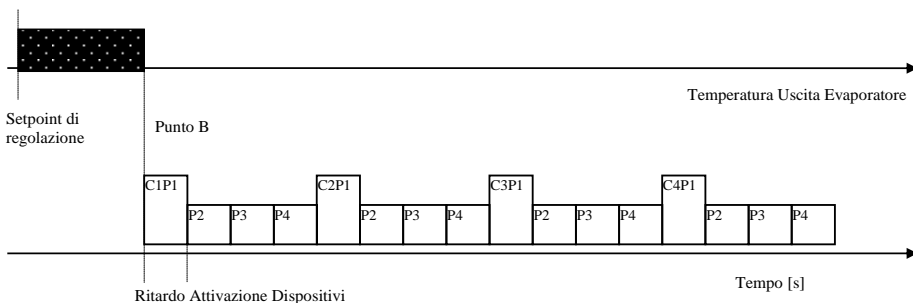 Temperatura Uscita Evaporatore
Setpoint di
regolazione
Punto B
C1P1
P2
P3
P4
C2P1
P2
P3
P4
C3P1
P2
P3
P4
C4P1
P2
P3
P4
Tempo [s]
Ritardo Attivazione Dispositivi